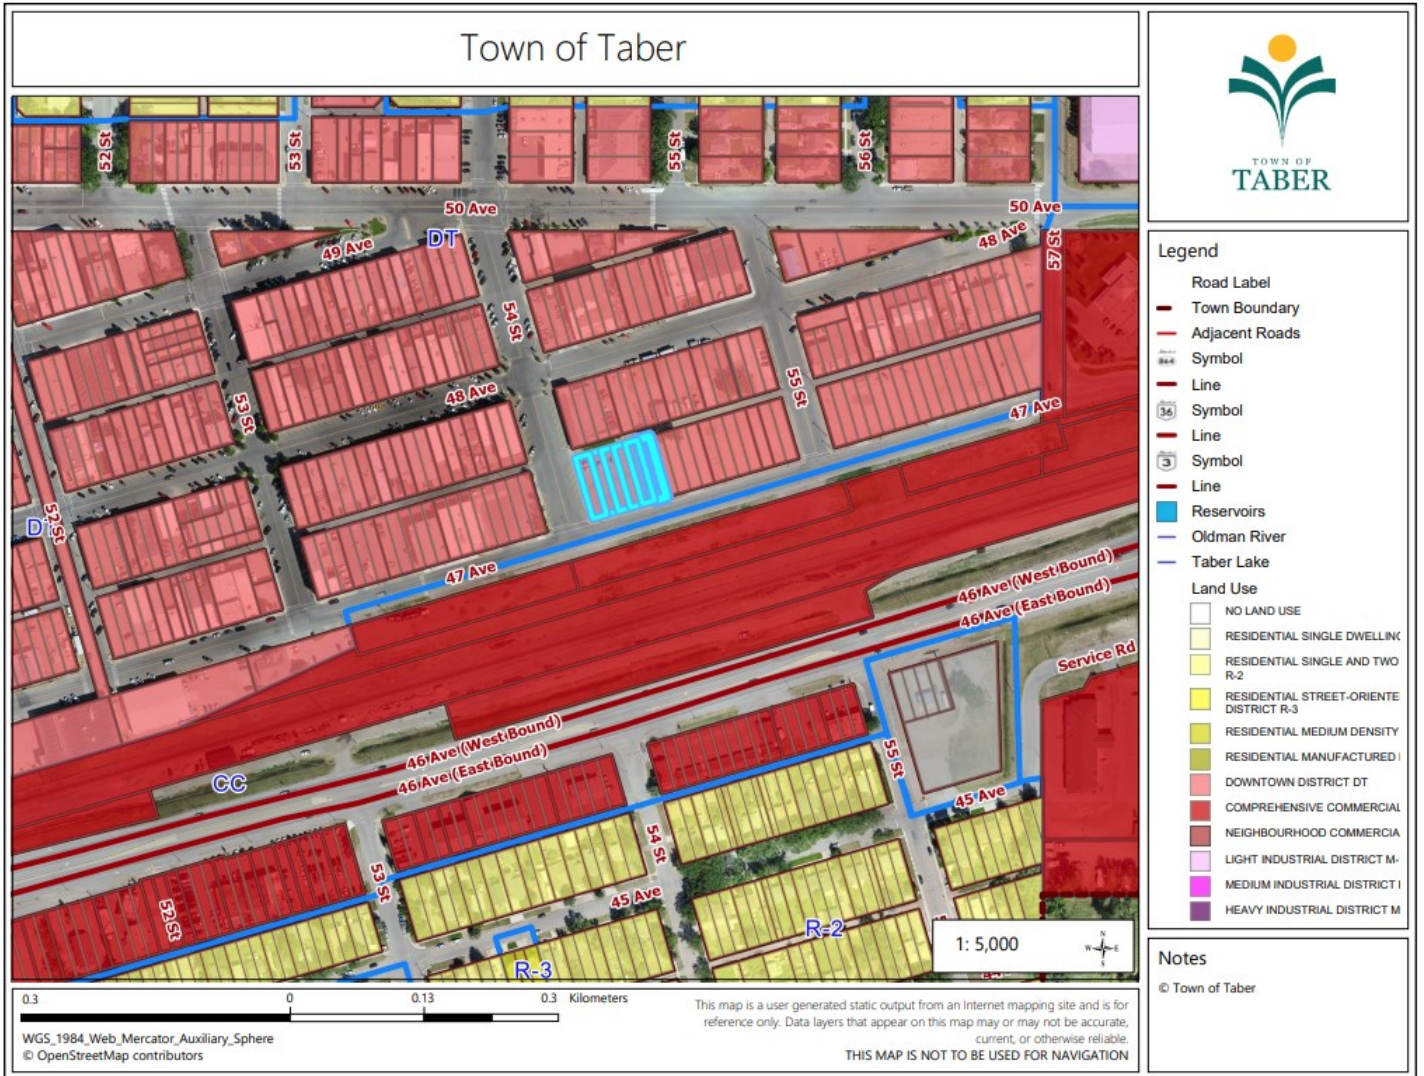 Town of Taber
TOWN OF
TABER
52 St
53 St
55 St
56 St
50 Ave
50 Ave
49 Ave
DT
48 Ave
57 St
54 St
53 St
48 Ave
55 St
47 Ave
52 St
47 Ave
46 Ave (West Bound)
46 Ave (East Bound)
Service Rd
46 Ave (West Bound)
46 Ave (East Bound)
CC
55 St
45 Ave
54 St
53 St
45 Ave
52 St
R-2
R-3
1: 5,000
N
W
E
S
Legend
Road Label
Town Boundary
Adjacent Roads
Symbol
Line
36
Symbol
Line
3
Symbol
Line
Reservoirs
Oldman River
Taber Lake
Land Use
NO LAND USE
RESIDENTIAL SINGLE DWELLING
RESIDENTIAL SINGLE AND TWO
R-2
RESIDENTIAL STREET-ORIENTE
DISTRICT R-3
RESIDENTIAL MEDIUM DENSITY
RESIDENTIAL MANUFACTURED
DOWNTOWN DISTRICT DT
COMPREHENSIVE COMMERCIAL
NEIGHBOURHOOD COMMERCIA
LIGHT INDUSTRIAL DISTRICT M-
MEDIUM INDUSTRIAL DISTRICT
HEAVY INDUSTRIAL DISTRICT M
Notes
© Town of Taber
0.3 0 0.13 0.3 Kilometers
WGS_1984_Web_Mercator_Auxiliary_Sphere
© OpenStreetMap contributors
This map is a user generated static output from an Internet mapping site and is for
reference only. Data layers that appear on this map may or may not be accurate,
current, or otherwise reliable.
THIS MAP IS NOT TO BE USED FOR NAVIGATION